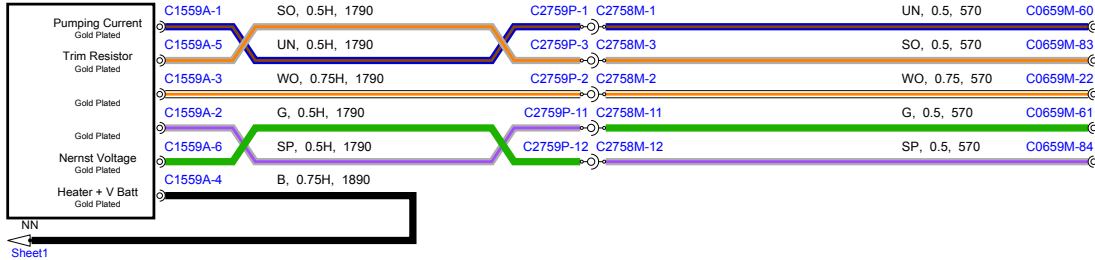 C1559A-1 SO, 0.5H, 1790 C2759P-1 C2758M-1 UN, 0.5, 570 C0659M-60
Pumping Current
Gold Plated
C1559A-5 UN, 0.5H, 1790 C2759P-3 C2758M-3 SO, 0.5, 570 C0659M-83
Trim Resistor
Gold Plated
C1559A-3 WO, 0.75H, 1790 C2759P-2 C2758M-2 WO, 0.75, 570 C0659M-22
Gold Plated
C1559A-2 G, 0.5H, 1790 C2759P-11 C2758M-11 G, 0.5, 570 C0659M-61
Gold Plated
C1559A-6 SP, 0.5H, 1790 C2759P-12 C2758M-12 SP, 0.5, 570 C0659M-84
Nernst Voltage
Gold Plated
C1559A-4 B, 0.75H, 1890
Heater + V Batt
Gold Plated
NN
Sheet1